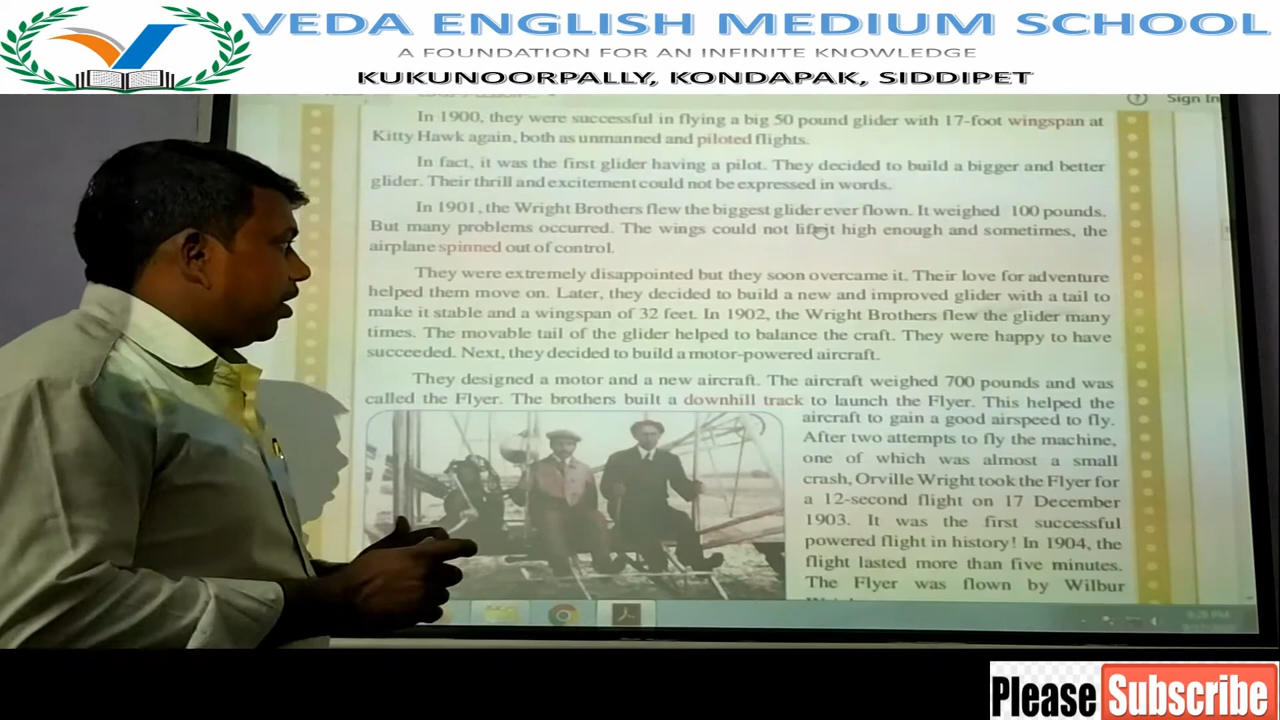 VEDA ENGLISH MEDIUM SCHOOL
A FOUNDATION FOR AN INFINITE KNOWLEDGE
KUKUNOORPALLY, KONDAPAK, SIDDIPET
Sign In
In 1900, they were successful in flying a big 50 pound glider with 17-foot wingspan at
Kitty Hawk again, both as unmanned and piloted flights.
In fact, it was the first glider having a pilot. They decided to build a bigger and better
glider. Their thrill and excitement could not be expressed in words.
In 1901, the Wright Brothers flew the biggest glider ever flown. It weighed 100 pounds.
But many problems occurred. The wings could not lift it high enough and sometimes, the
airplane spinned out of control.
They were extremely disappointed but they soon overcame it. Their love for adventure
helped them move on. Later, they decided to build a new and improved glider with a tail to
make it stable and a wingspan of 32 feet. In 1902, the Wright Brothers flew the glider many
times. The movable tail of the glider helped to balance the craft. They were happy to have
succeeded. Next, they decided to build a motor-powered aircraft.
They designed a motor and a new aircraft. The aircraft weighed 700 pounds and was
called the Flyer. The brothers built a downhill track to launch the Flyer. This helped the
aircraft to gain a good airspeed to fly.
After two attempts to fly the machine,
one of which was almost a small
crash, Orville Wright took the Flyer for
a 12-second flight on 17 December
1903. It was the first successful
powered flight in history! In 1904, the
flight lasted more than five minutes.
The Flyer was flown by Wilbur
Please Subscribe